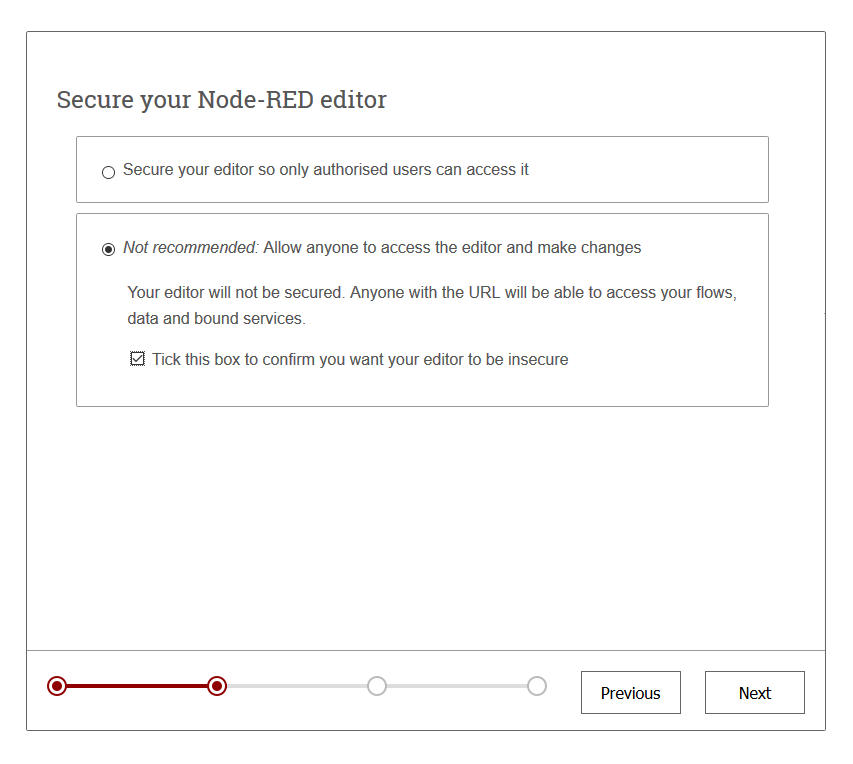 Secure your Node-RED editor
Secure your editor so only authorised users can access it
Not recommended: Allow anyone to access the editor and make changes
Your editor will not be secured. Anyone with the URL will be able to access your flows,
data and bound services.
Tick this box to confirm you want your editor to be insecure
Previous
Next